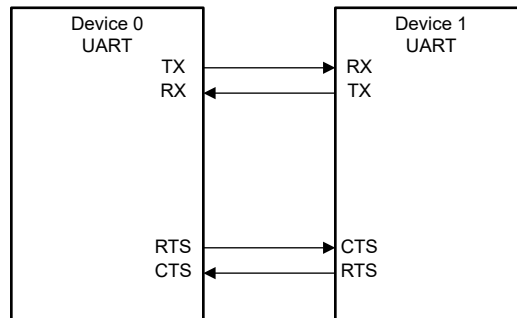 Device 0
UART
Device 1
UART
TX
RX
RX
TX
RTS
CTS
CTS
RTS